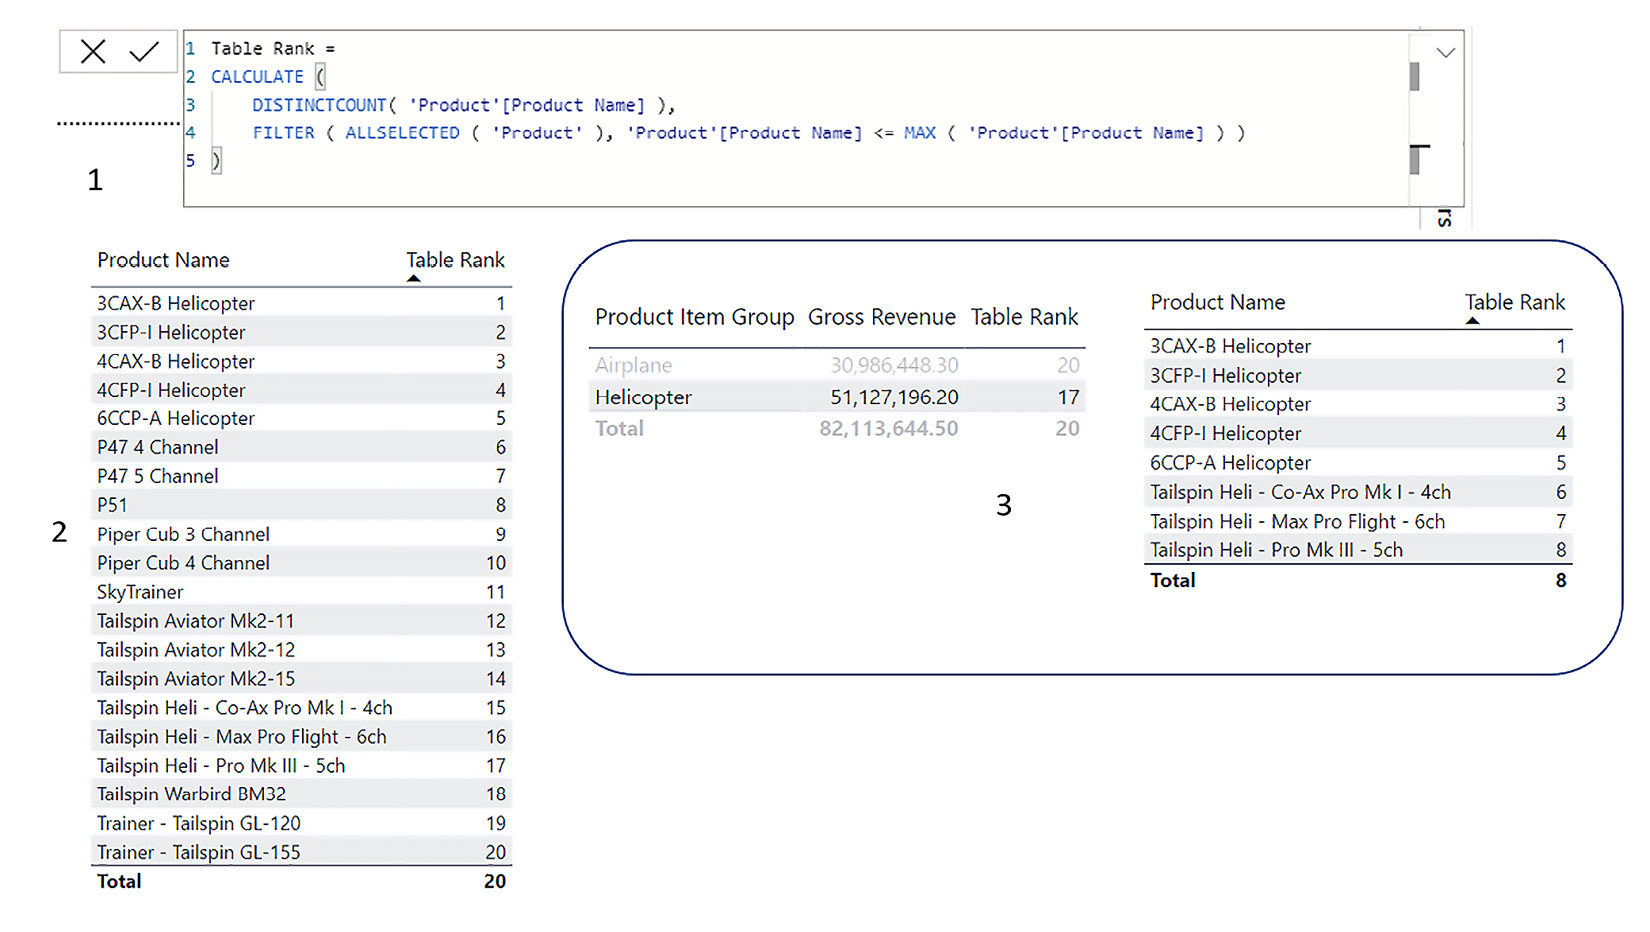 1 Table Rank =
2 CALCULATE (
3 DISTINCTCOUNT( 'Product'[Product Name] ),
4 FILTER ( ALLSELECTED ( 'Product' ), 'Product'[Product Name] <= MAX ( 'Product'[Product Name] ) )
5 )
1
rs
Product Name Table Rank
3CAX-B Helicopter 1
3CFP-I Helicopter 2
4CAX-B Helicopter 3
4CFP-I Helicopter 4
6CCP-A Helicopter 5
P47 4 Channel 6
P47 5 Channel 7
P51 8
Piper Cub 3 Channel 9
Piper Cub 4 Channel 10
SkyTrainer 11
Tailspin Aviator Mk2-11 12
Tailspin Aviator Mk2-12 13
Tailspin Aviator Mk2-15 14
Tailspin Heli - Co-Ax Pro Mk I - 4ch 15
Tailspin Heli - Max Pro Flight - 6ch 16
Tailspin Heli - Pro Mk III - 5ch 17
Tailspin Warbird BM32 18
Trainer - Tailspin GL-120 19
Trainer - Tailspin GL-155 20
Total 20
2
Product Item Group Gross Revenue Table Rank
Airplane 30,986,448.30 20
Helicopter 51,127,196.20 17
Total 82,113,644.50 20
3
Product Name Table Rank
3CAX-B Helicopter 1
3CFP-I Helicopter 2
4CAX-B Helicopter 3
4CFP-I Helicopter 4
6CCP-A Helicopter 5
Tailspin Heli - Co-Ax Pro Mk I - 4ch 6
Tailspin Heli - Max Pro Flight - 6ch 7
Tailspin Heli - Pro Mk III - 5ch 8
Total 8